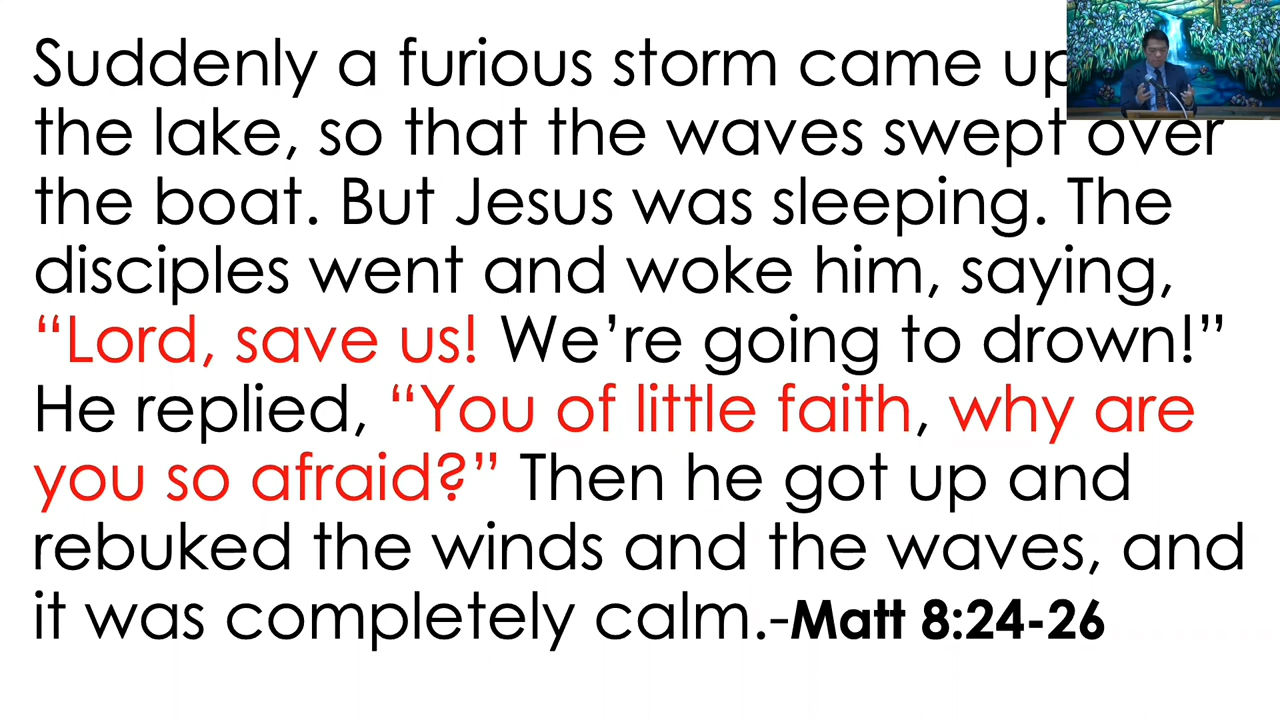 Suddenly a furious storm came up
the lake, so that the waves swept over
the boat. But Jesus was sleeping. The
disciples went and woke him, saying,
“Lord, save us! We’re going to drown!”
He replied, “You of little faith, why are
you so afraid?” Then he got up and
rebuked the winds and the waves, and
it was completely calm.-Matt 8:24-26